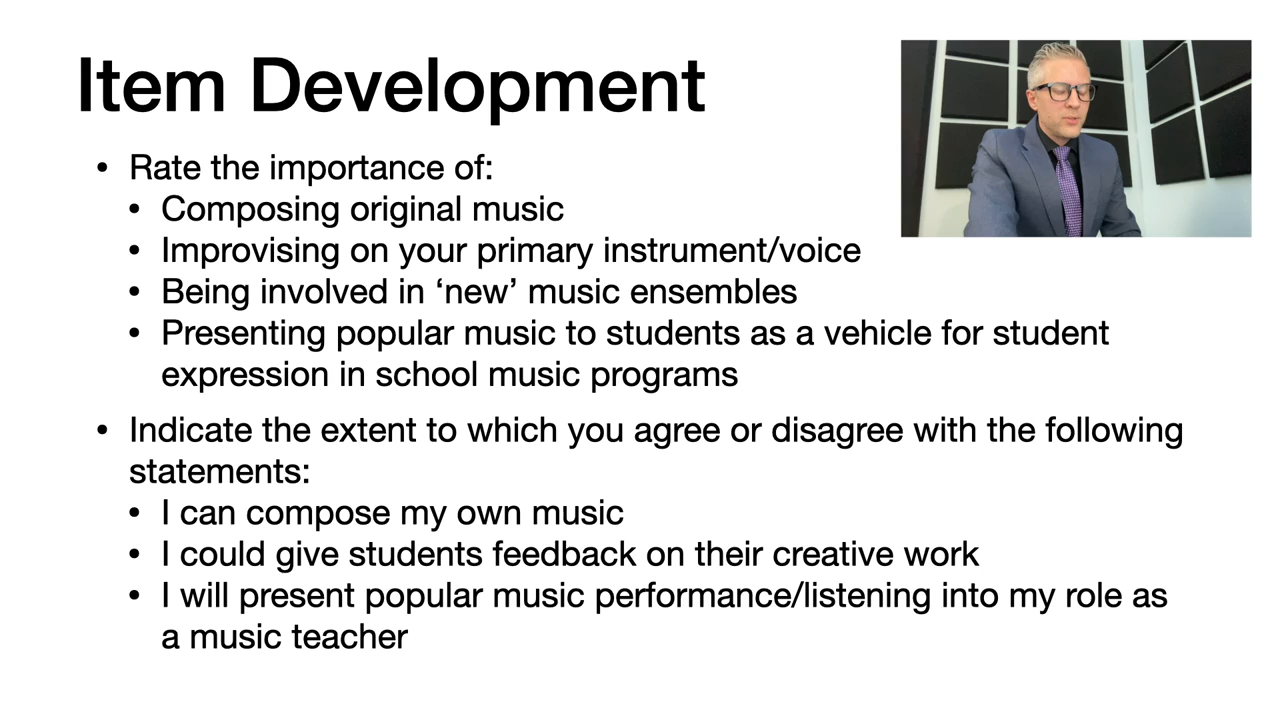 Item Development
• Rate the importance of:
• Composing original music
• Improvising on your primary instrument/voice
• Being involved in ‘new’ music ensembles
• Presenting popular music to students as a vehicle for student
expression in school music programs
• Indicate the extent to which you agree or disagree with the following
statements:
• I can compose my own music
• I could give students feedback on their creative work
• I will present popular music performance/listening into my role as
a music teacher